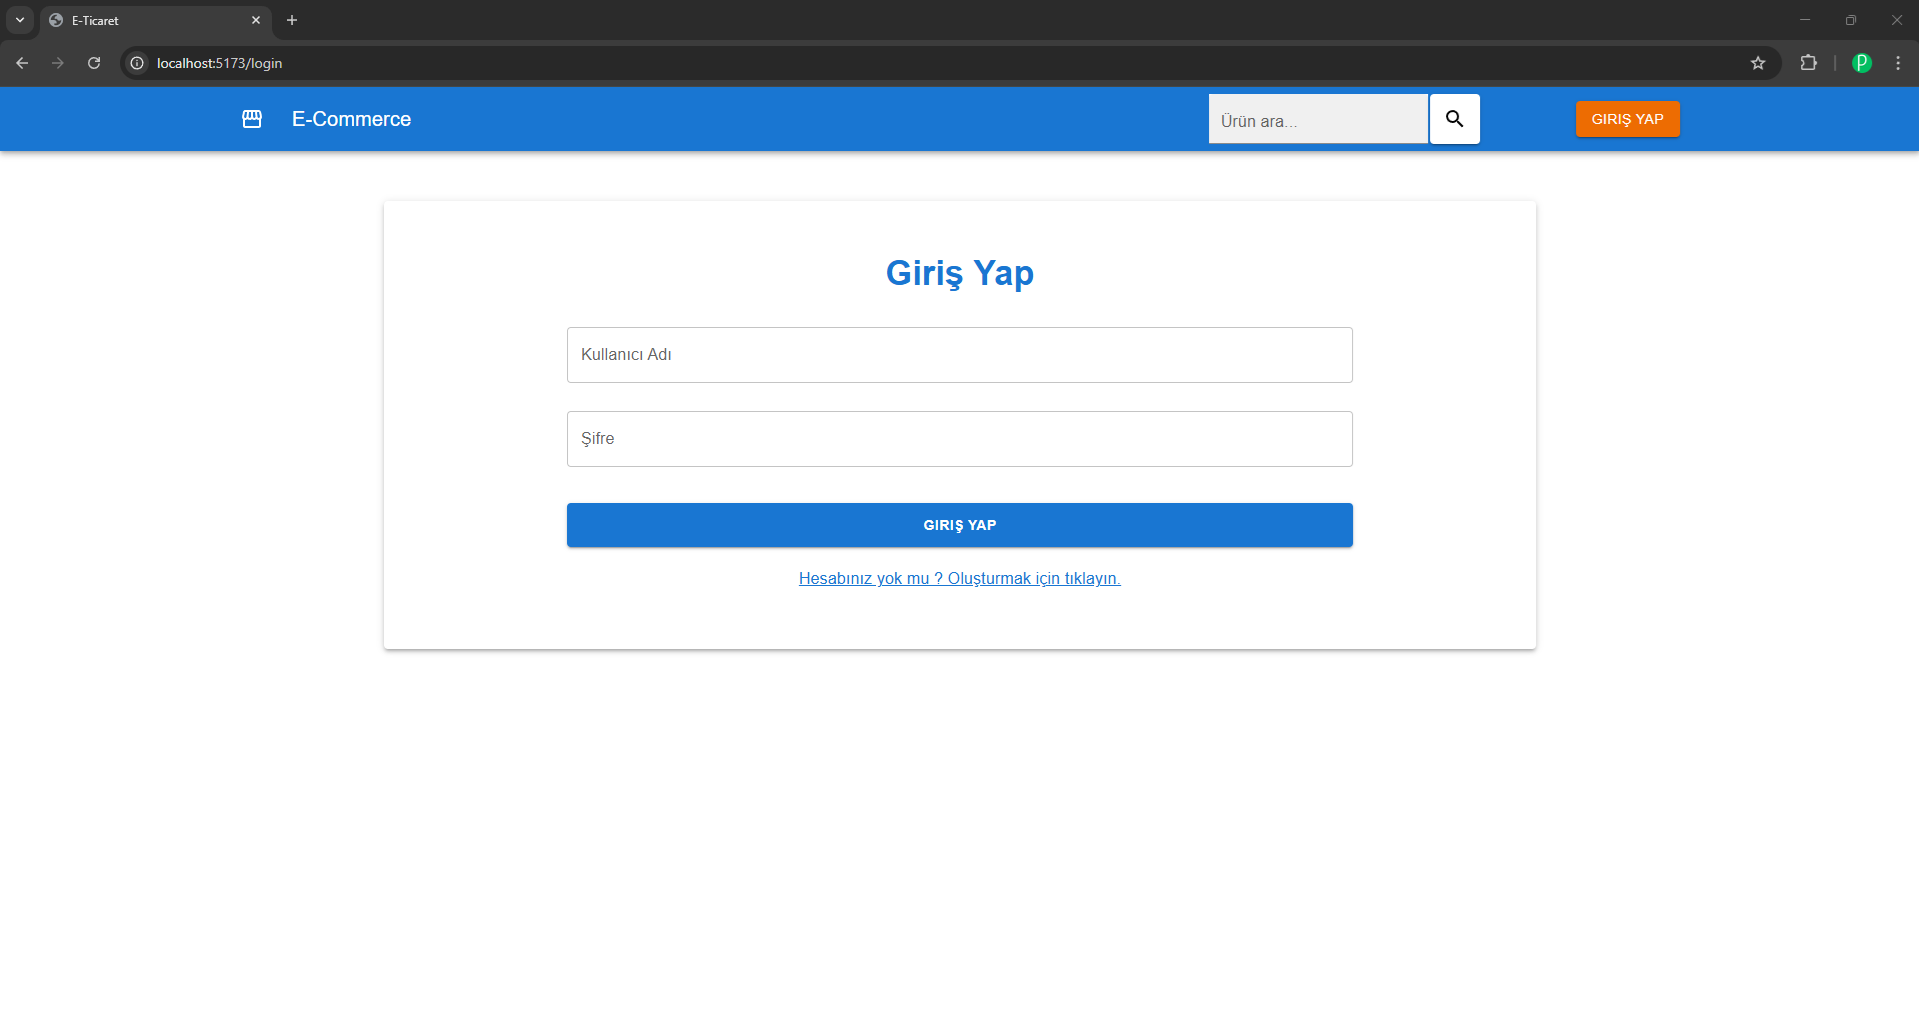 E-Ticaret
localhost:5173/login
E-Commerce
Ürün ara...
GIRIŞ YAP
Giriş Yap
Kullanıcı Adı
Şifre
GIRIŞ YAP
Hesabınız yok mu ? Oluşturmak için tıklayın.